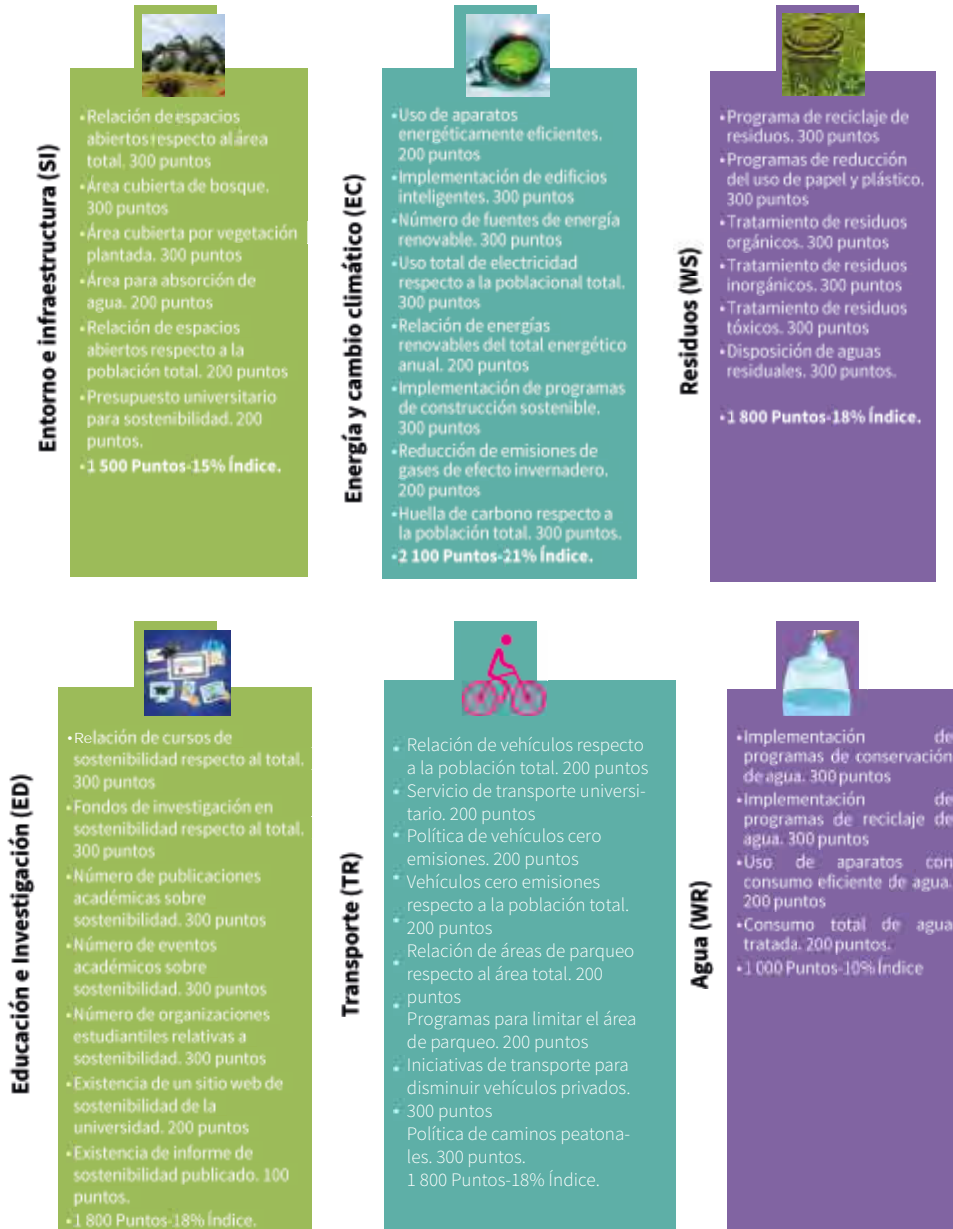 Entorno e infraestructura (SI)
•Relación de espacios
abiertos respecto al área
total. 300 puntos
•Área cubierta de bosque.
300 puntos
•Área cubierta por vegetación
plantada. 300 puntos
•Área para absorción de
agua. 200 puntos
•Relación de espacios
abiertos respecto a la
población total. 200 puntos
•Presupuesto universitario
para sostenibilidad. 200
puntos.
•1 500 Puntos-15% Índice.
Energía y cambio climático (EC)
•Uso de aparatos
energéticamente eficientes.
200 puntos
•Implementación de edificios
inteligentes. 300 puntos
•Número de fuentes de energía
renovable. 300 puntos
•Uso total de electricidad
respecto a la poblacional total.
300 puntos
•Relación de energías
renovables del total energético
anual. 200 puntos
•Implementación de programas
de construcción sostenible.
300 puntos
•Reducción de emisiones de
gases de efecto invernadero.
200 puntos
•Huella de carbono respecto a
la población total. 300 puntos.
•2 100 Puntos-21% Índice.
Residuos (WS)
•Programa de reciclaje de
residuos. 300 puntos
•Programas de reducción
del uso de papel y plástico.
300 puntos
•Tratamiento de residuos
orgánicos. 300 puntos
•Tratamiento de residuos
inorgánicos. 300 puntos
•Tratamiento de residuos
tóxicos. 300 puntos
•Disposición de aguas
residuales. 300 puntos.
•1 800 Puntos-18% Índice.
Educación e Investigación (ED)
•Relación de cursos de
sostenibilidad respecto al total.
300 puntos
•Fondos de investigación en
sostenibilidad respecto al total.
300 puntos
•Número de publicaciones
académicas sobre
sostenibilidad. 300 puntos
•Número de eventos
académicos sobre
sostenibilidad. 300 puntos
•Número de organizaciones
estudiantiles relativas a
sostenibilidad. 300 puntos
•Existencia de un sitio web de
sostenibilidad de la
universidad. 200 puntos
•Existencia de informe de
sostenibilidad publicado. 100
puntos.
•1 800 Puntos-18% Índice.
Transporte (TR)
• Relación de vehículos respecto
a la población total. 200 puntos
• Servicio de transporte universi-
tario. 200 puntos
• Política de vehículos cero
emisiones. 200 puntos
• Vehículos cero emisiones
respecto a la población total.
• 200 puntos
• Relación de áreas de parqueo
respecto al área total. 200
• puntos
Programas para limitar el área
de parqueo. 200 puntos
• Iniciativas de transporte para
disminuir vehículos privados.
• 300 puntos
Política de caminos peatona-
les. 300 puntos.
1 800 Puntos-18% Índice.
Agua (WR)
•Implementación de
programas de conservación
de agua. 300 puntos
•Implementación de
programas de reciclaje de
agua. 300 puntos
•Uso de aparatos con
consumo eficiente de agua.
200 puntos
•Consumo total de agua
tratada. 200 puntos.
•1 000 Puntos-10% Índice